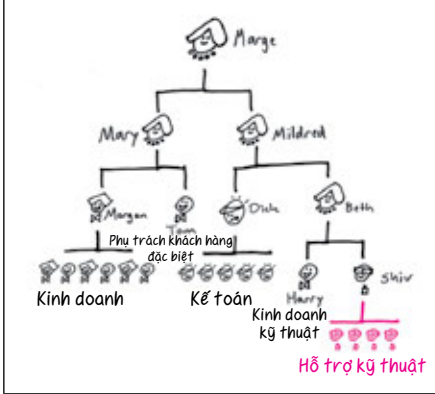 Marge
Mary
Mildred
Morgan
Tom
Dick
Beth
Phụ trách khách hàng
đặc biệt
Kinh doanh
Kế toán
Harry
Shiv
Kinh doanh
kỹ thuật
Hỗ trợ kỹ thuật